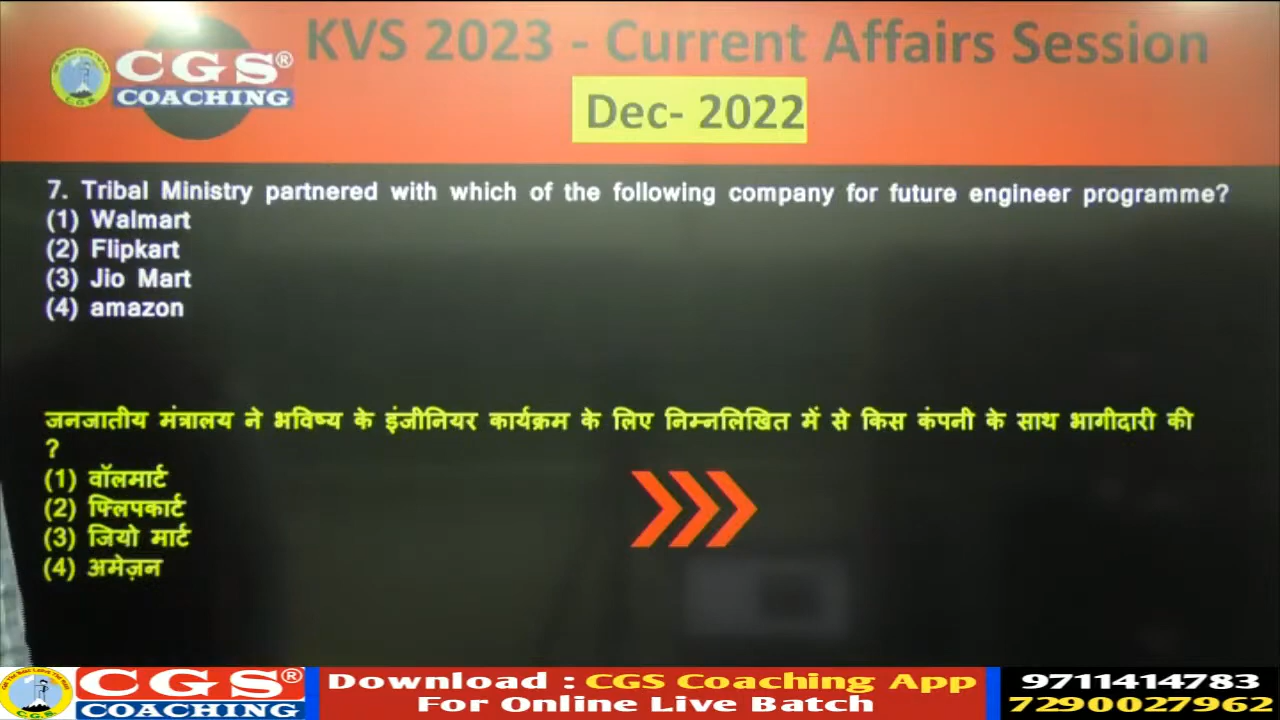 KVS 2023 - Current Affairs Session
CGS®
COACHING
Dec- 2022
7. Tribal Ministry partnered with which of the following company for future engineer programme?
(1) Walmart
(2) Flipkart
(3) Jio Mart
(4) amazon
जनजातीय मंत्रालय ने भविष्य के इंजीनियर कार्यक्रम के लिए निम्नलिखित में से किस कंपनी के साथ भागीदारी की
?
(1) वॉलमार्ट
(2) फ्लिपकार्ट
(3) जियो मार्ट
(4) अमेज़न
CGS®
COACHING
Download : CGS Coaching App
For Online Live Batch
9711414783
7290027962